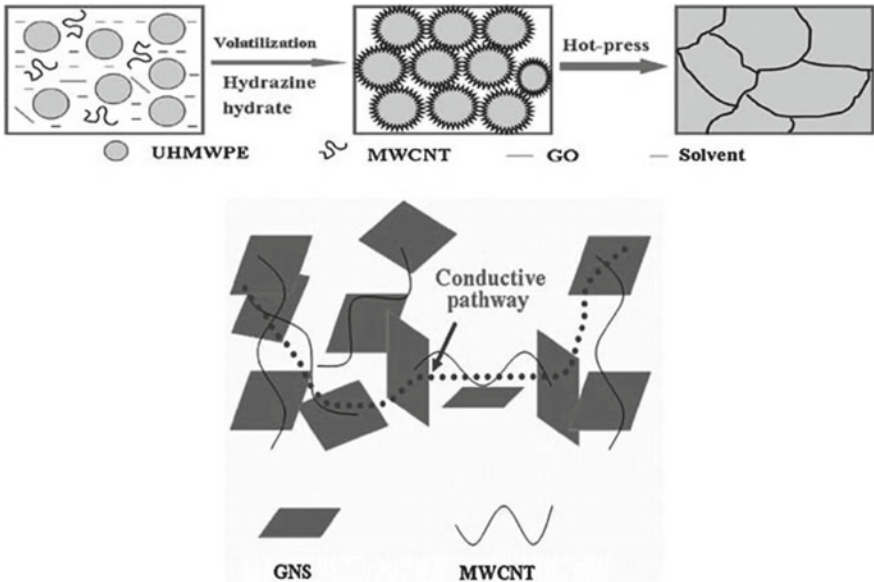 Volatilization
Hydrazine
hydrate
Hot-press
UHMWPE MWCNT GO Solvent
Conductive
pathway
GNS MWCNT